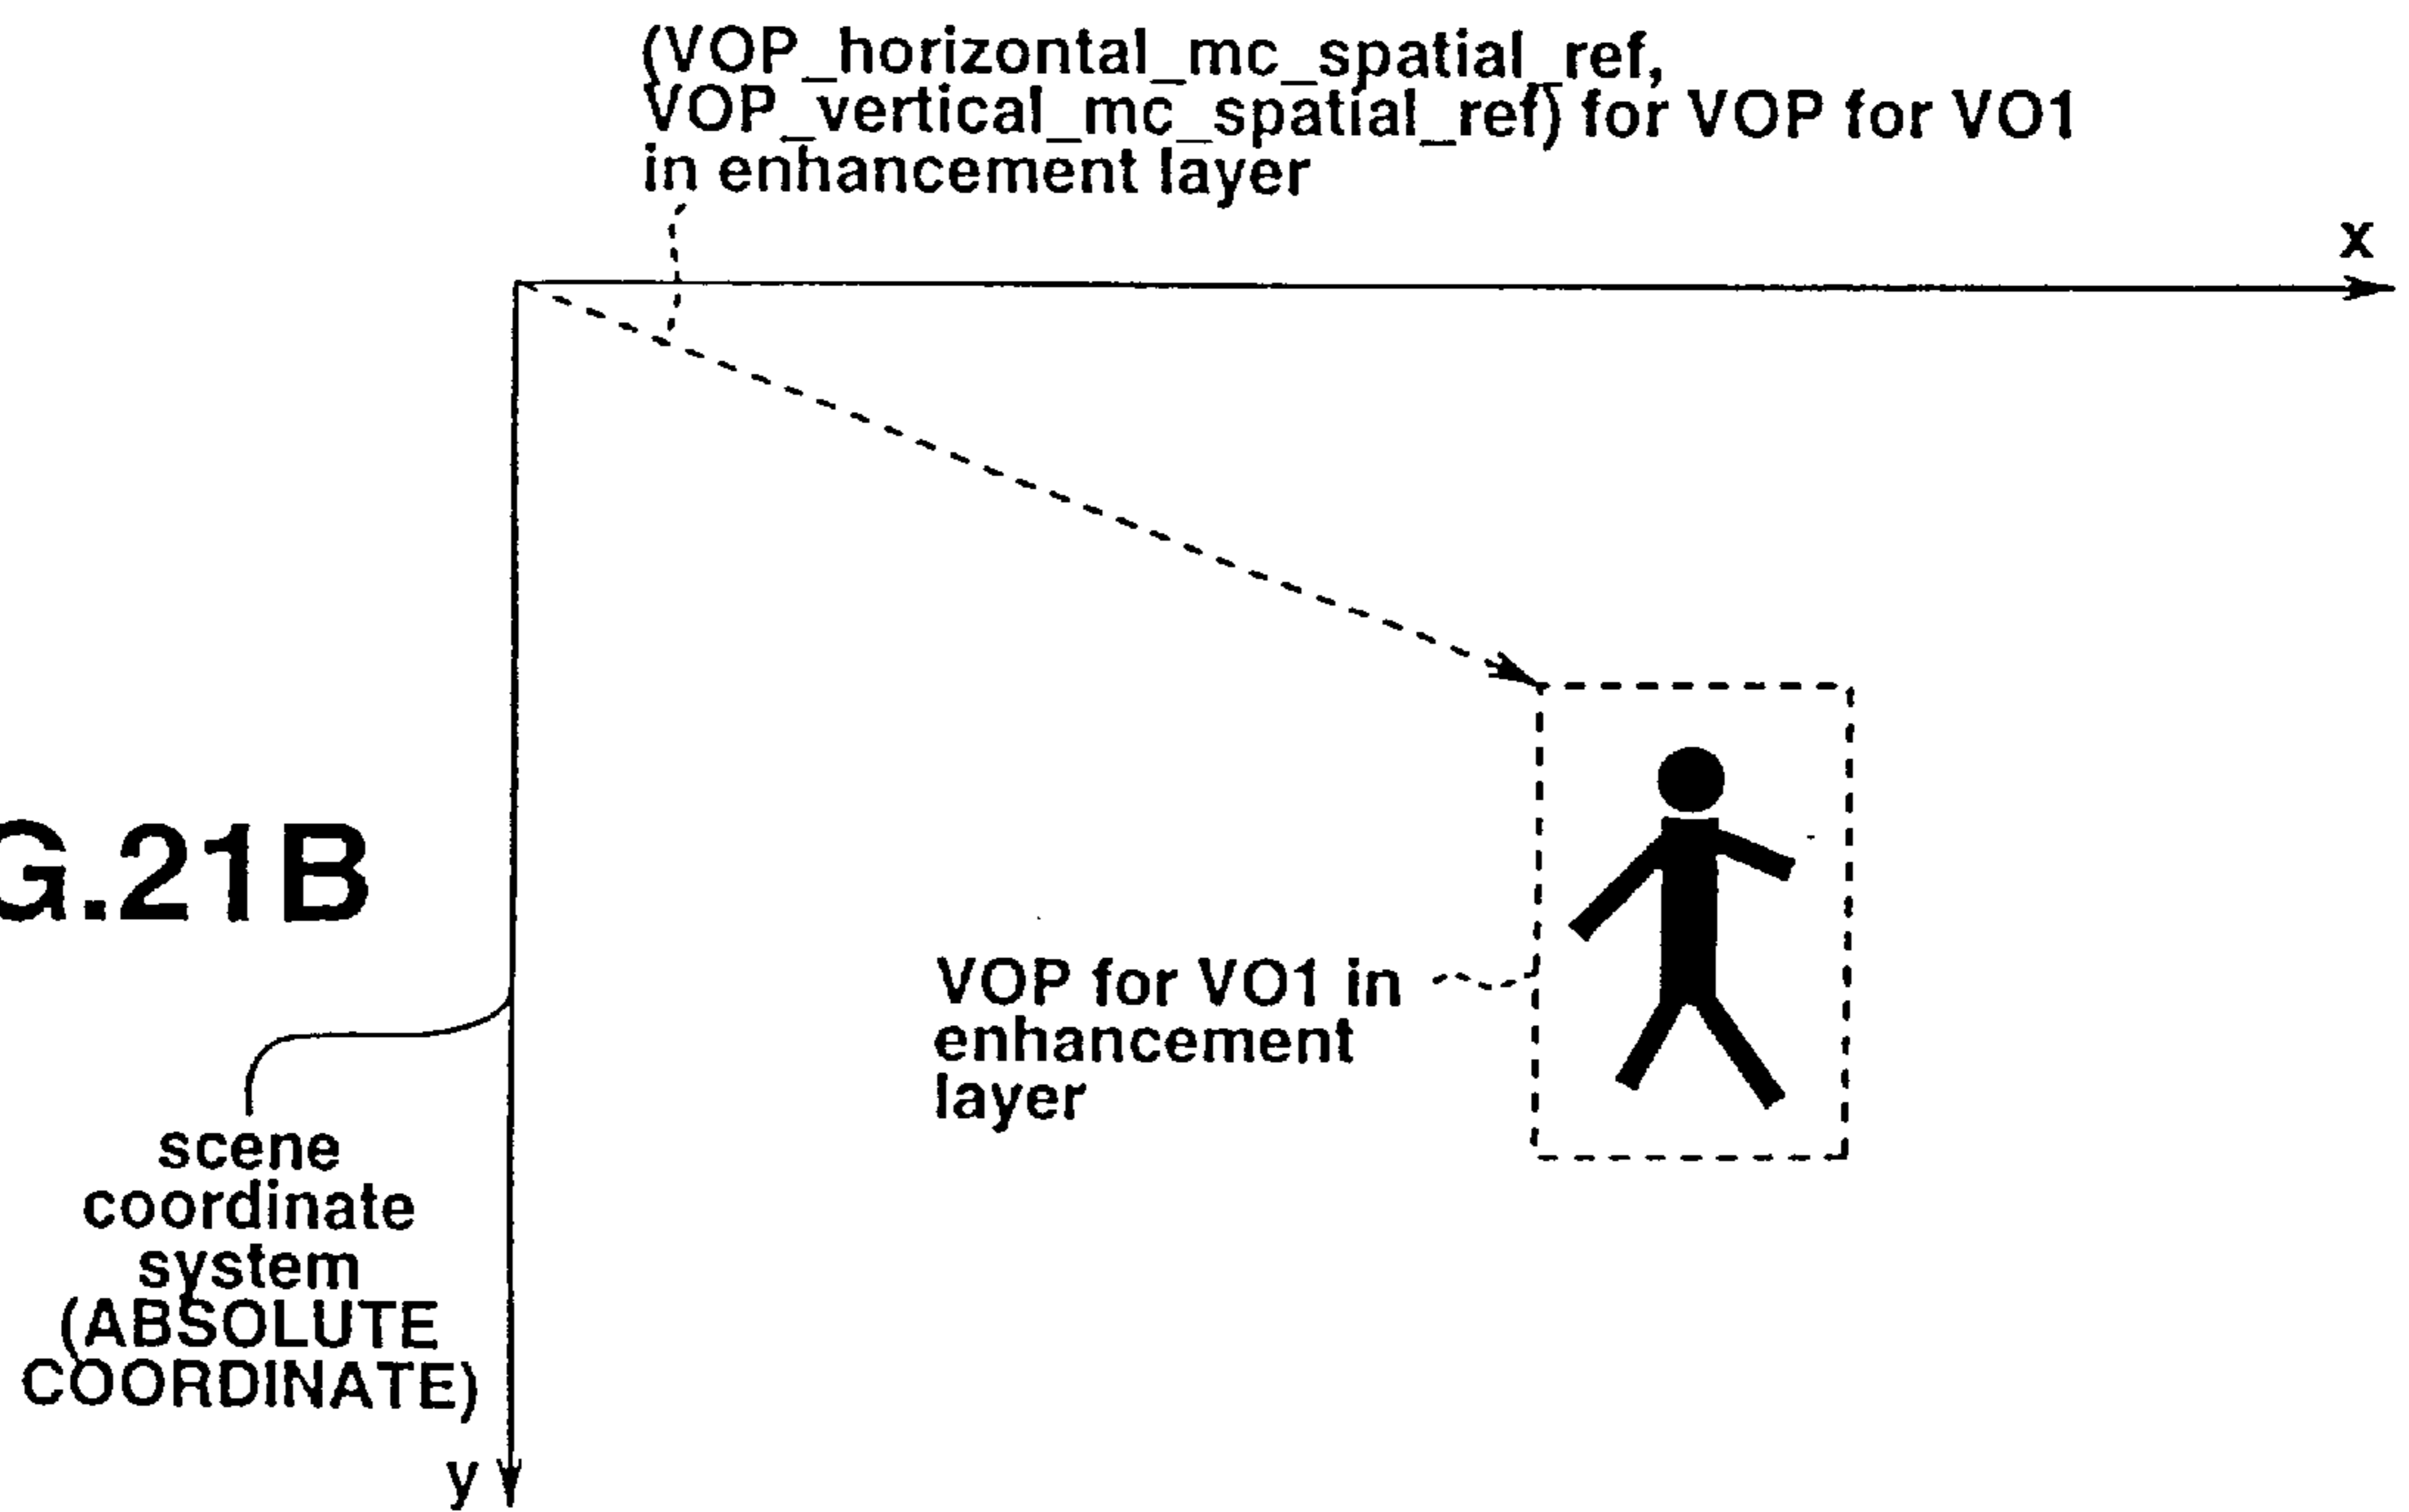 (VOP_horizontal_mc_spatial_ref,
VOP_vertical_mc_spatial_ref) for VOP for VO1
in enhancement layer
x
G.21B
VOP for VO1 in
enhancement
layer
scene
coordinate
system
(ABSOLUTE
COORDINATE)
y